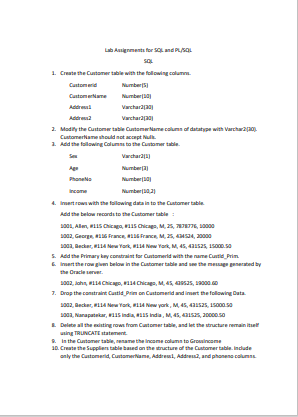 Lab Assignments for SQL and PL/SQL
SQL
1. Create the Customer table with the following columns.
CustomerId Number(5)
CustomerName Number(10)
Address1 Varchar2(30)
Address2 Varchar2(30)
2. Modify the Customer table CustomerName column of datatype with Varchar2(30).
CustomerName should not accept Nulls.
3. Add the following Columns to the Customer table.
Sex Varchar2(1)
Age Number(3)
PhoneNo Number(10)
Income Number(10,2)
4. Insert rows with the following data in to the Customer table.
Add the below records to the Customer table :
1001, Allen, #115 Chicago, #115 Chicago, M, 25, 7878776, 10000
1002, George, #116 France, #116 France, M, 25, 434524, 20000
1003, Becker, #114 New York, #114 New York, M, 45, 431525, 15000.50
5. Add the Primary key constraint for CustomerId with the name CustId_Prim.
6. Insert the row given below in the Customer table and see the message generated by
the Oracle server.
1002, John, #114 Chicago, #114 Chicago, M, 45, 439525, 19000.60
7. Drop the constraint CustId_Prim on CustomerId and insert the following Data.
1002, Becker, #114 New York, #114 New york , M, 45, 431525, 15000.50
1003, Nanapatekar, #115 India, #115 India , M, 45, 431525, 20000.50
8. Delete all the existing rows from Customer table, and let the structure remain itself
using TRUNCATE statement.
9. In the Customer table, rename the income column to GrossIncome
10. Create the Suppliers table based on the structure of the Customer table. Include
only the CustomerId, CustomerName, Address1, Address2, and phoneno columns.